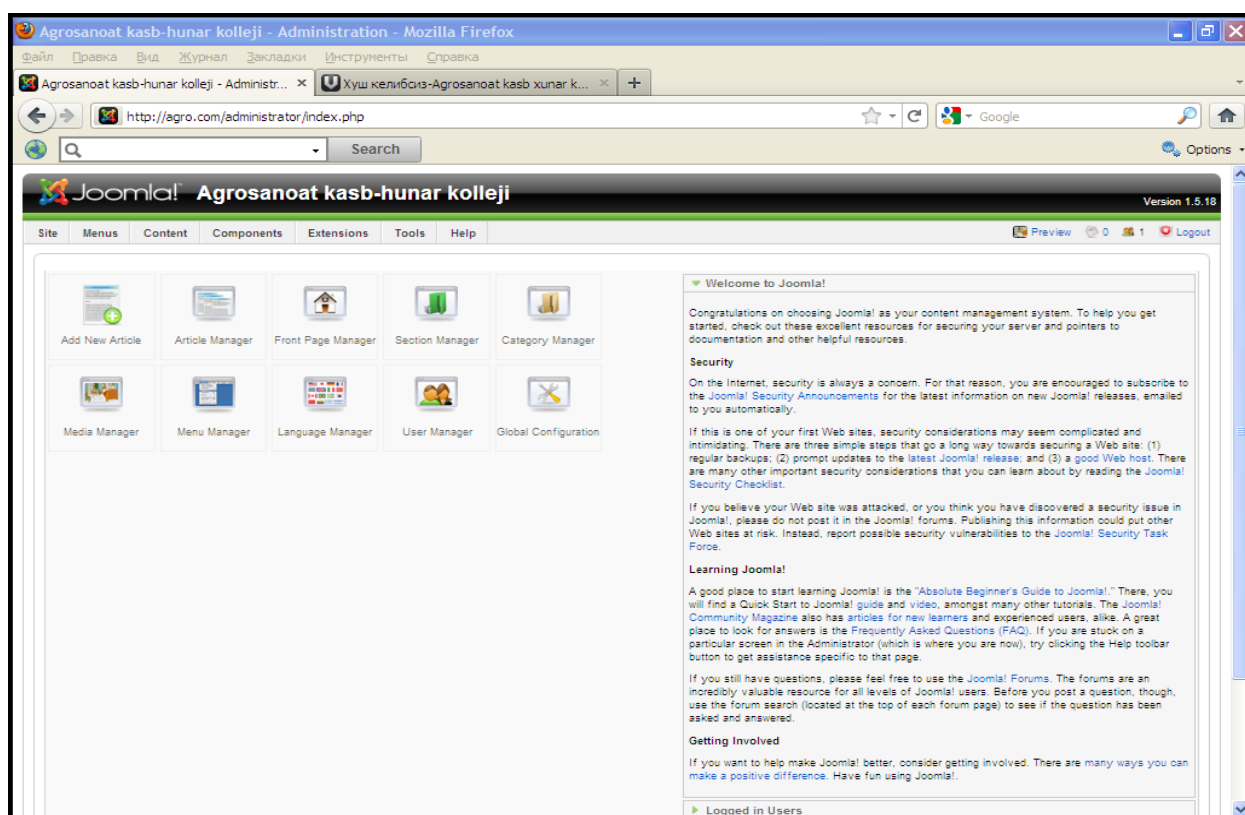 Agrosanoat kasb-hunar kolleji - Administration - Mozilla Firefox
Файл Правка Вид Журнал Закладки Инструменты Справка
Agrosanoat kasb-hunar kolleji - Administr... Хуш келибсиз-Agrosanoat kasb xunar k...
http://agro.com/administrator/index.php Google
Search Options
Joomla! Agrosanoat kasb-hunar kolleji
Version 1.5.18
Site Menus Content Components Extensions Tools Help Preview 0 1 Logout
Add New Article Article Manager Front Page Manager Section Manager Category Manager
Media Manager Menu Manager Language Manager User Manager Global Configuration
Welcome to Joomla!
Congratulations on choosing Joomla! as your content management system. To help you get
started, check out these excellent resources for securing your server and pointers to
documentation and other helpful resources.
Security
On the Internet, security is always a concern. For that reason, you are encouraged to subscribe to
the Joomla! Security Announcements for the latest information on new Joomla! releases, emailed
to you automatically.
If this is one of your first Web sites, security considerations may seem complicated and
intimidating. There are three simple steps that go a long way towards securing a Web site: (1)
regular backups; (2) prompt updates to the latest Joomla! release; and (3) a good Web host. There
are many other important security considerations that you can learn about by reading the Joomla!
Security Checklist.
If you believe your Web site was attacked, or you think you have discovered a security issue in
Joomla!, please do not post it in the Joomla! forums. Publishing this information could put other
Web sites at risk. Instead, report possible security vulnerabilities to the Joomla! Security Task
Force.
Learning Joomla!
A good place to start learning Joomla! is the "Absolute Beginner's Guide to Joomla!." There, you
will find a Quick Start to Joomla! guide and video, amongst many other tutorials. The Joomla!
Community Magazine also has articles for new learners and experienced users, alike. A great
place to look for answers is the Frequently Asked Questions (FAQ). If you are stuck on a
particular screen in the Administrator (which is where you are now), try clicking the Help toolbar
button to get assistance specific to that page.
If you still have questions, please feel free to use the Joomla! Forums. The forums are an
incredibly valuable resource for all levels of Joomla! users. Before you post a question, though,
use the forum search (located at the top of each forum page) to see if the question has been
asked and answered.
Getting Involved
If you want to help make Joomla! better, consider getting involved. There are many ways you can
make a positive difference. Have fun using Joomla!.
Logged in Users